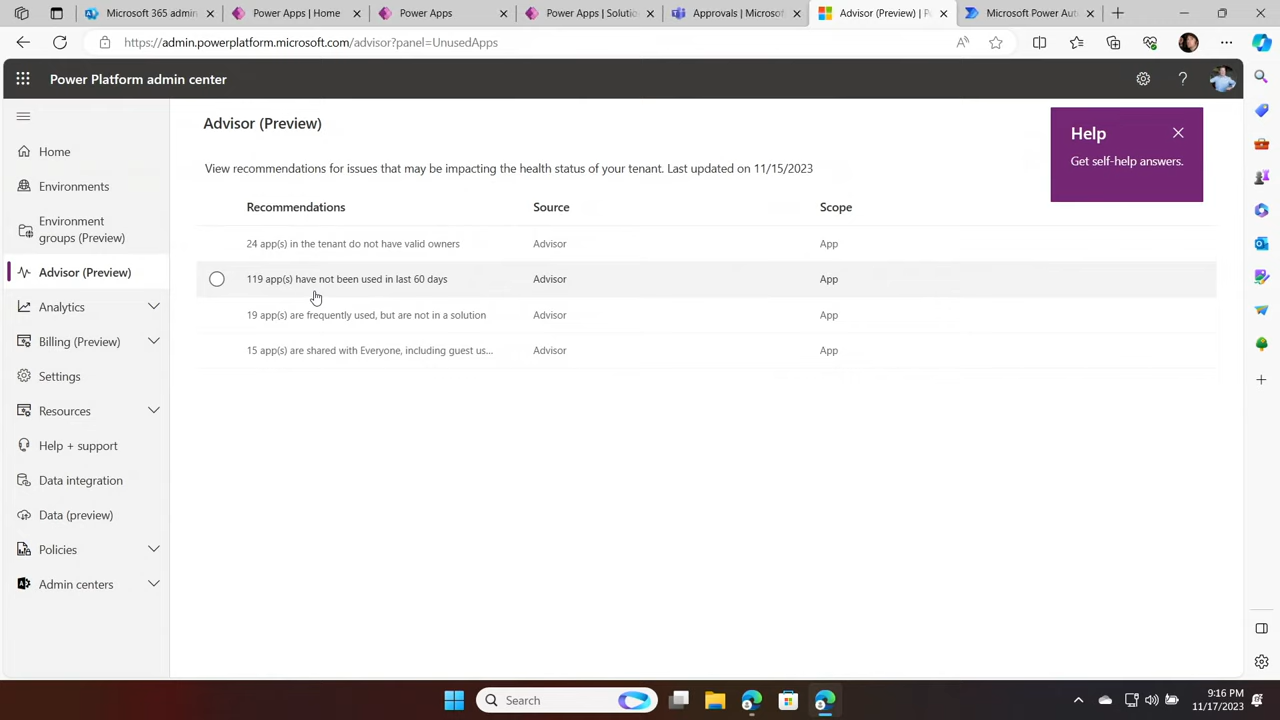 Microsoft 365 admin
Power Apps | Home
Power Apps
Power Apps | Solutio
Approvals | Microsof
Advisor (Preview) | P
Microsoft Power Aut
https://admin.powerplatform.microsoft.com/advisor?panel=UnusedApps
Power Platform admin center
Home
Environments
Environment
groups (Preview)
Advisor (Preview)
Analytics
Billing (Preview)
Settings
Resources
Help + support
Data integration
Data (preview)
Policies
Admin centers
Advisor (Preview)
View recommendations for issues that may be impacting the health status of your tenant. Last updated on 11/15/2023
Help
Get self-help answers.
Recommendations Source Scope
24 app(s) in the tenant do not have valid owners Advisor App
119 app(s) have not been used in last 60 days Advisor App
19 app(s) are frequently used, but are not in a solution Advisor App
15 app(s) are shared with Everyone, including guest us... Advisor App
Search
9:16 PM
11/17/2023